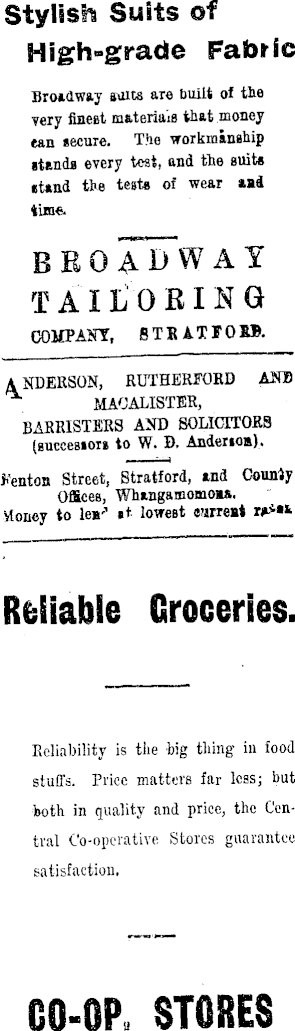 Stylish Suits of
High-grade Fabric
Broadway suits are built of the
very finest materials that money
can secure. The workmanship
stands every test, and the suits
stand the tests of wear and
time.
BROADWAY
TAILORING
COMPANY, STRATFORD.
ANDERSON, RUTHERFORD AND
MACALISTER,
BARRISTERS AND SOLICITORS
(successors to W. D. Anderson).
Fenton Street, Stratford, and County
Offices, Whangamomona.
Money to lend at lowest current rates.
Reliable Groceries.
Reliability is the big thing in food
stuffs. Price matters far less; but
both in quality and price, the Cen-
tral Co-operative Stores guarantee
satisfaction.
CO-OP. STORES